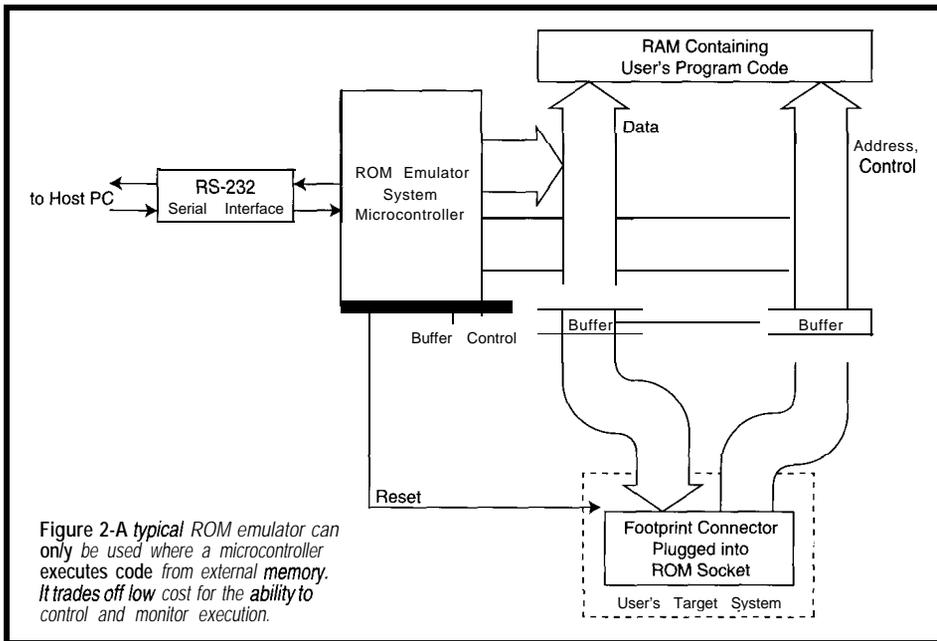 RAM Containing
User's Program Code
Data
Address,
Control
ROM Emulator
System
Microcontroller
to Host PC
RS-232
Serial Interface
Buffer
Buffer
Buffer Control
Reset
Footprint Connector
Plugged into
ROM Socket
User's Target System
Figure 2-A typical ROM emulator can
only be used where a microcontroller
executes code from external memory.
It trades off low cost for the ability to
control and monitor execution.